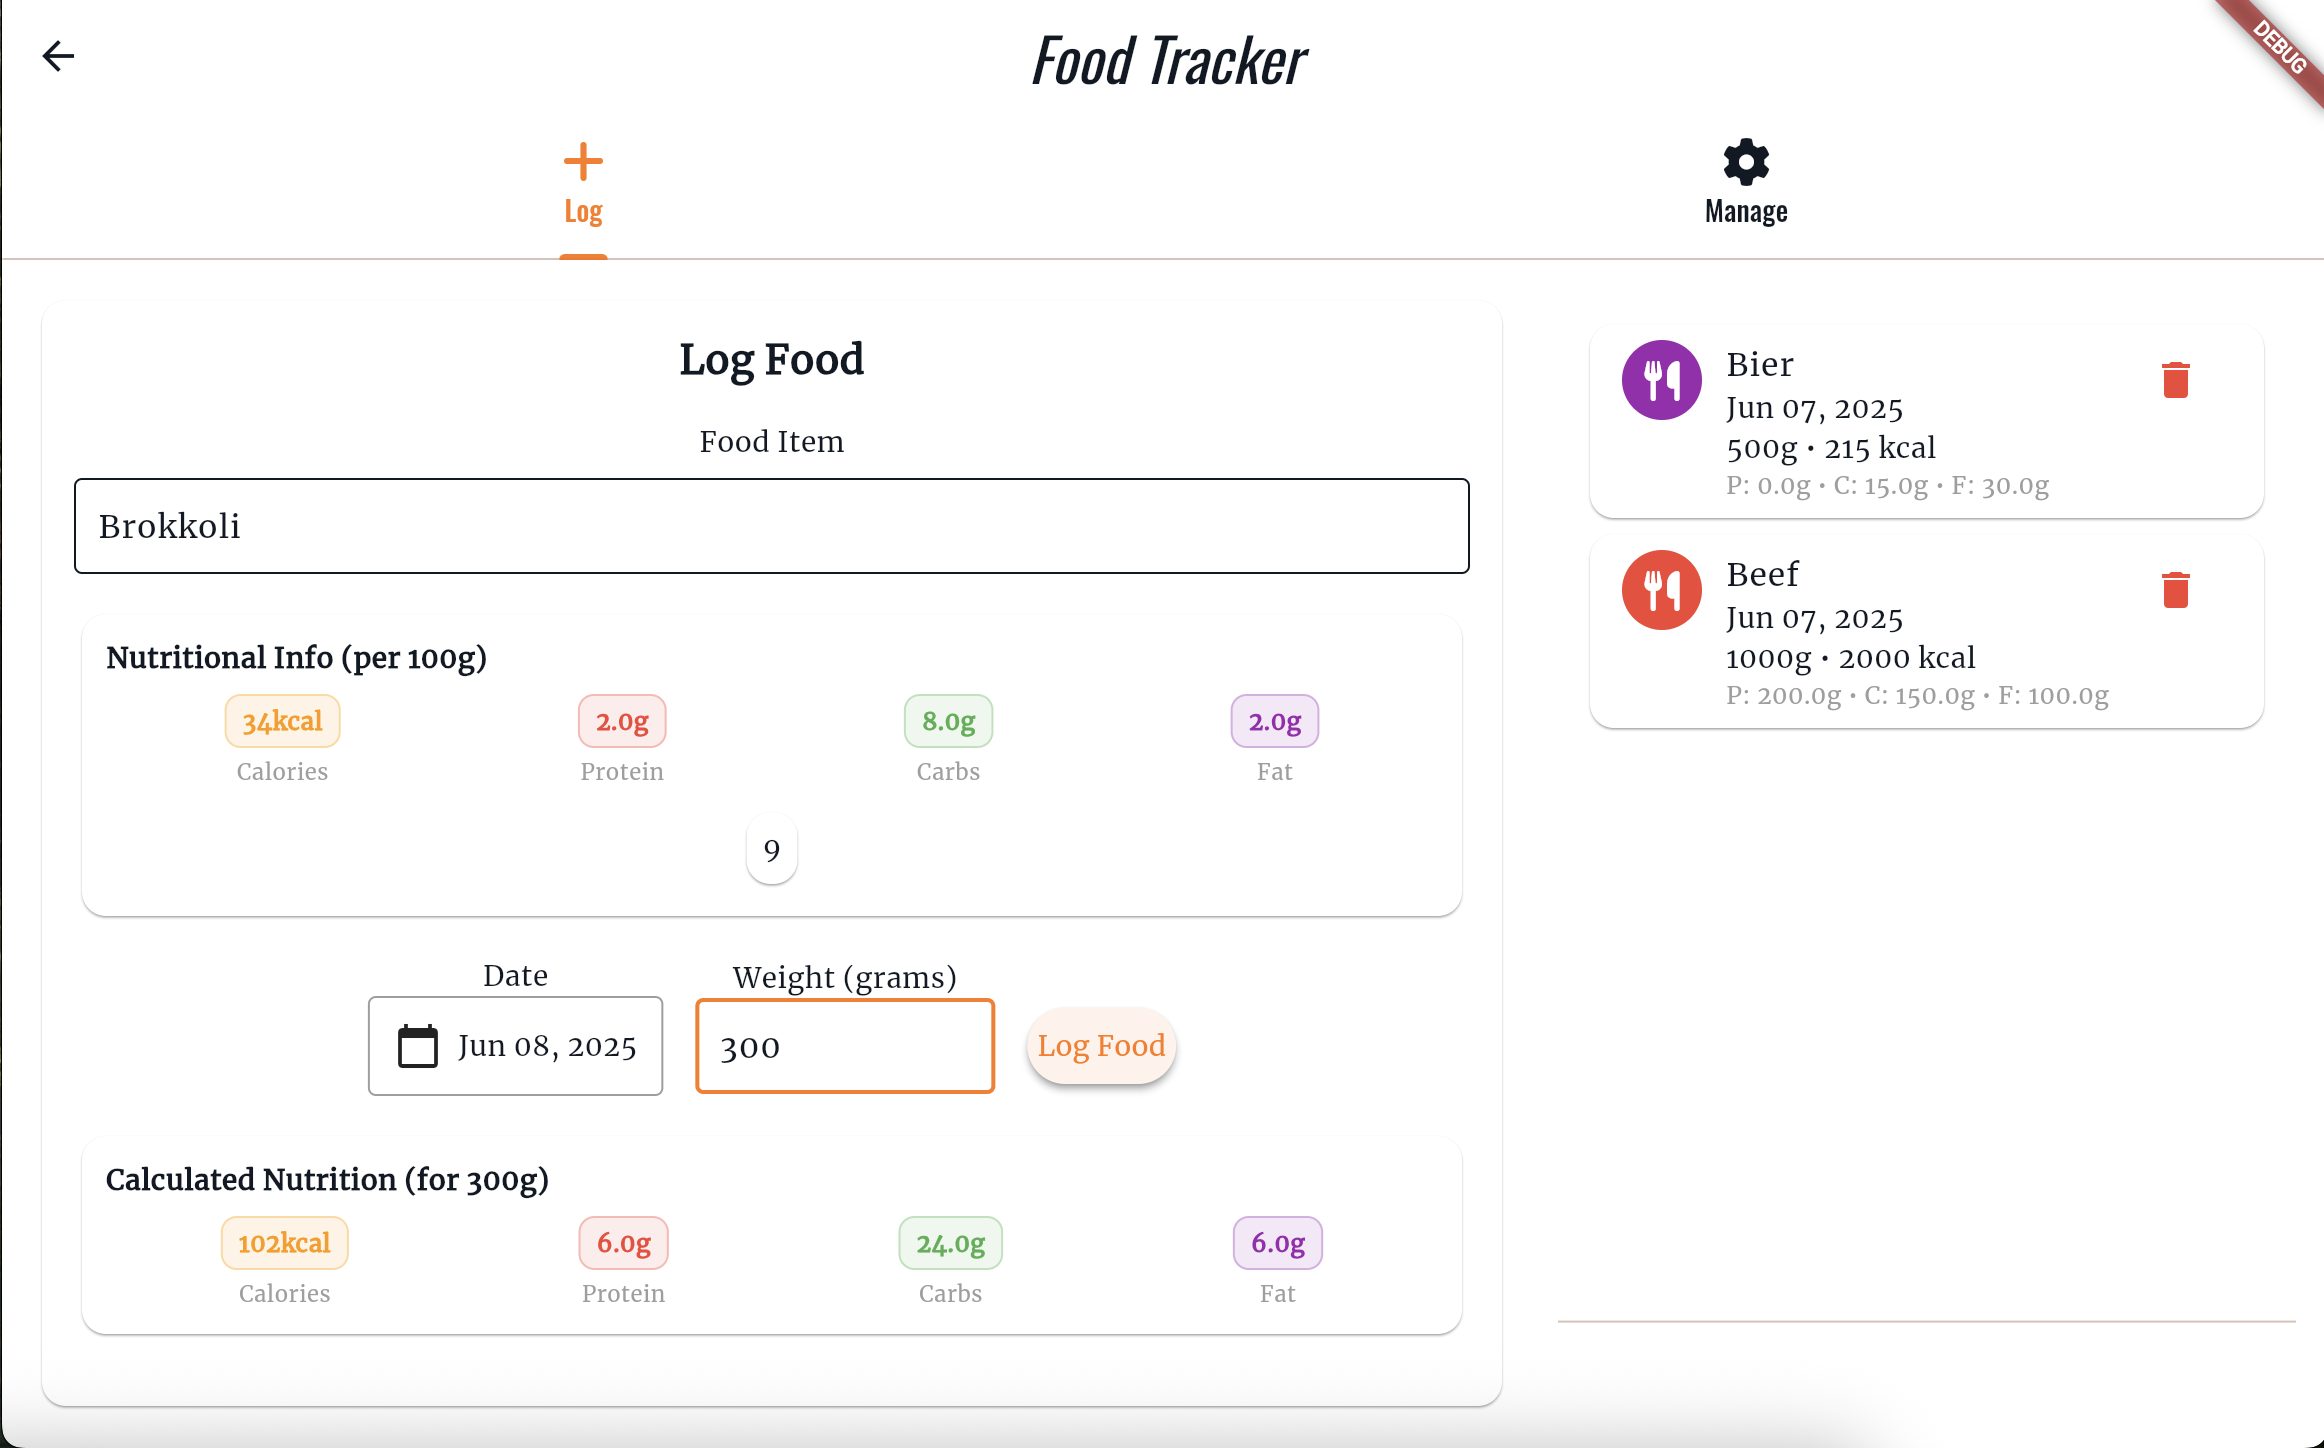 Food Tracker
DEBUG
Log
Manage
Log Food
Food Item
Brokkoli
Nutritional Info (per 100g)
34kcal 2.0g 8.0g 2.0g
Calories Protein Carbs Fat
9
Date Weight (grams)
Jun 08, 2025 300 Log Food
Calculated Nutrition (for 300g)
102kcal 6.0g 24.0g 6.0g
Calories Protein Carbs Fat
Bier
Jun 07, 2025
500g • 215 kcal
P: 0.0g • C: 15.0g • F: 30.0g
Beef
Jun 07, 2025
1000g • 2000 kcal
P: 200.0g • C: 150.0g • F: 100.0g